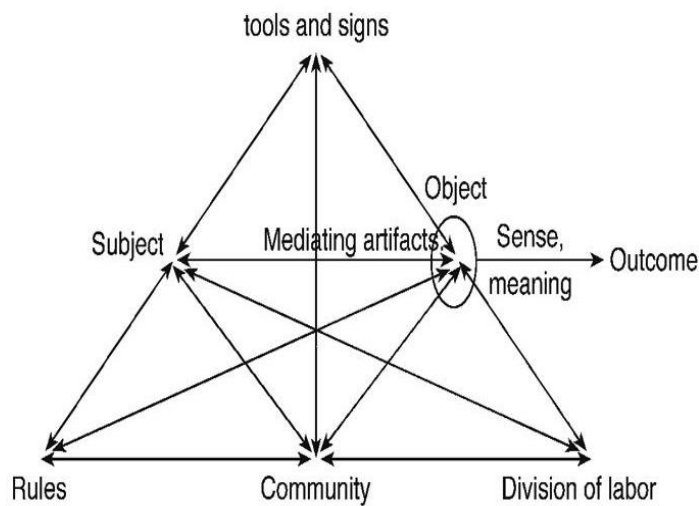 tools and signs
Object
Subject
Mediating artifacts.
Sense,
meaning
Outcome
Rules
Community
Division of labor